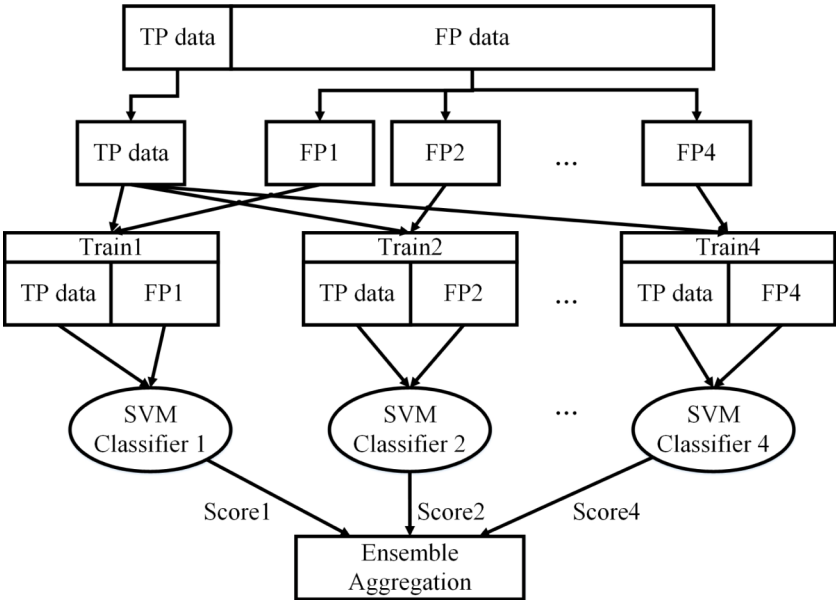 TP data
FP data
TP data
FP1
FP2
...
FP4
Train1
Train2
Train4
TP data
FP1
TP data
FP2
...
TP data
FP4
SVM
Classifier 1
SVM
Classifier 2
...
SVM
Classifier 4
Score1
Score2
Score4
Ensemble
Aggregation